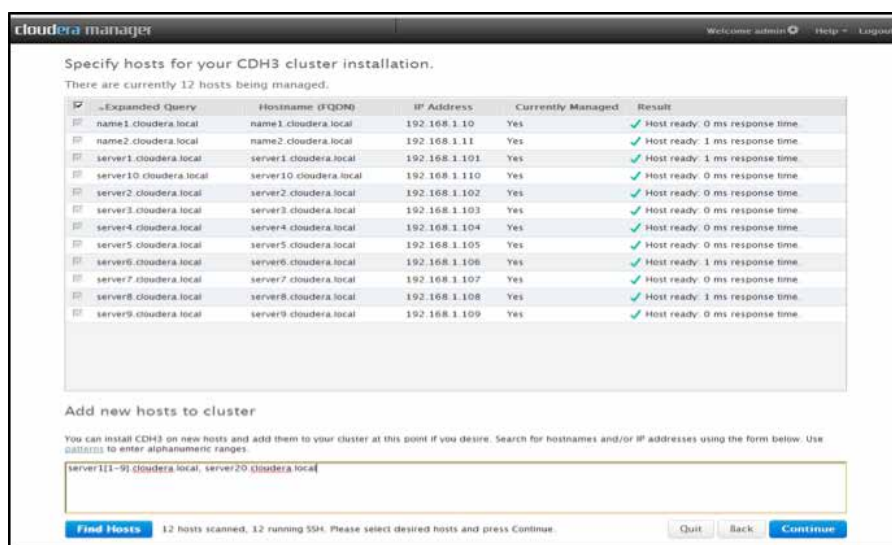 cloudera manager Welcome admin Help Logout
Specify hosts for your CDH3 cluster installation.
There are currently 12 hosts being managed.
Expanded Query Hostname (FQDN) IP Address Currently Managed Result
name1.cloudera.local name1.cloudera.local 192.168.1.10 Yes Host ready: 0 ms response time.
name2.cloudera.local name2.cloudera.local 192.168.1.11 Yes Host ready: 1 ms response time.
server1.cloudera.local server1.cloudera.local 192.168.1.101 Yes Host ready: 1 ms response time.
server10.cloudera.local server10.cloudera.local 192.168.1.110 Yes Host ready: 0 ms response time.
server2.cloudera.local server2.cloudera.local 192.168.1.102 Yes Host ready: 0 ms response time.
server3.cloudera.local server3.cloudera.local 192.168.1.103 Yes Host ready: 0 ms response time.
server4.cloudera.local server4.cloudera.local 192.168.1.104 Yes Host ready: 0 ms response time.
server5.cloudera.local server5.cloudera.local 192.168.1.105 Yes Host ready: 0 ms response time.
server6.cloudera.local server6.cloudera.local 192.168.1.106 Yes Host ready: 1 ms response time.
server7.cloudera.local server7.cloudera.local 192.168.1.107 Yes Host ready: 0 ms response time.
server8.cloudera.local server8.cloudera.local 192.168.1.108 Yes Host ready: 1 ms response time.
server9.cloudera.local server9.cloudera.local 192.168.1.109 Yes Host ready: 0 ms response time.
Add new hosts to cluster
You can install CDH3 on new hosts and add them to your cluster at this point if you desire. Search for hostnames and/or IP addresses using the form below. Use
patterns to enter alphanumeric ranges.
server1[1-9].cloudera.local, server20.cloudera.local
Find Hosts 12 hosts scanned, 12 running SSH. Please select desired hosts and press Continue. Quit Back Continue